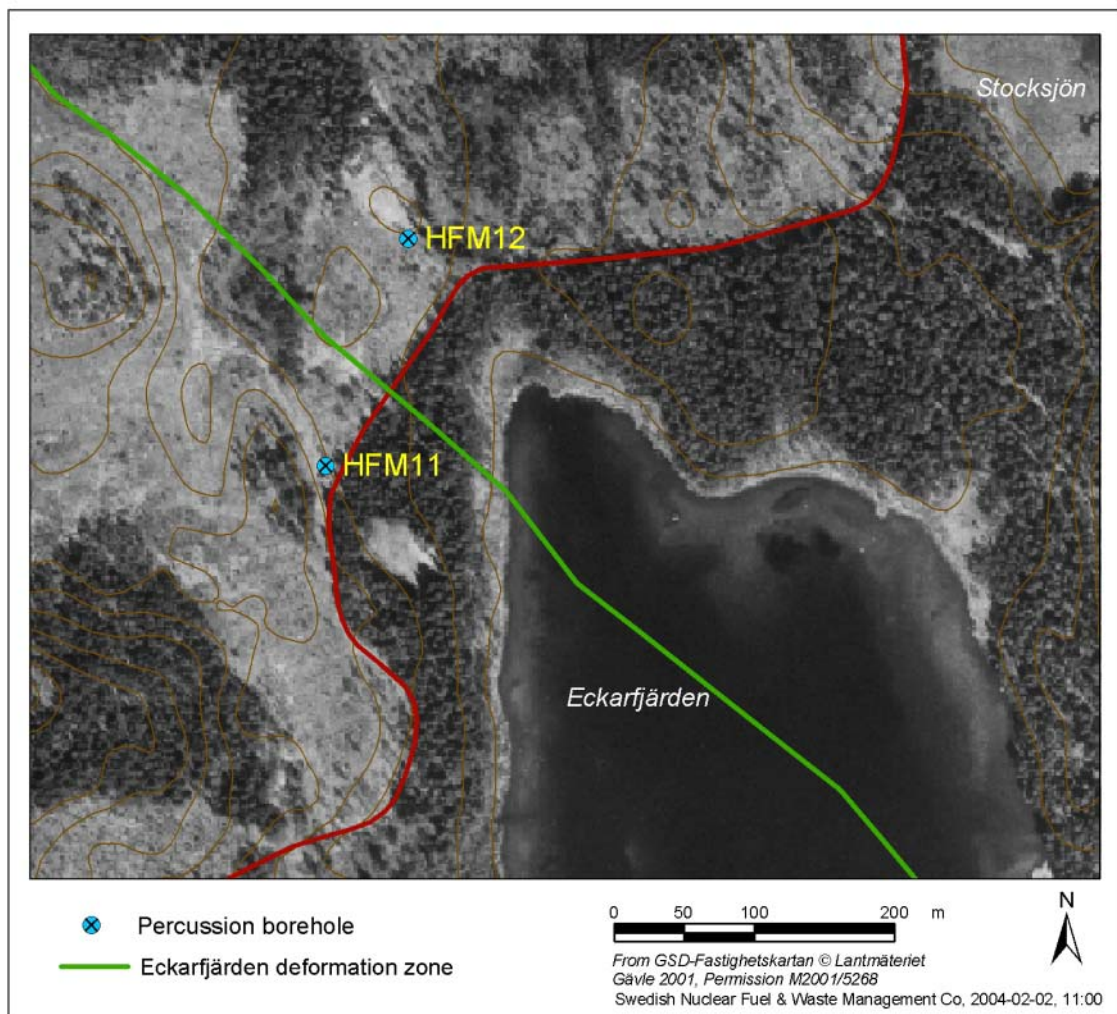 Stocksjön
HFM12
HFM11
Eckarfjärden
Percussion borehole
Eckarfjärden deformation zone
0 50 100 200 m
N
From GSD-Fastighetskartan © Lantmäteriet
Gävle 2001, Permission M2001/5268
Swedish Nuclear Fuel & Waste Management Co, 2004-02-02, 11:00